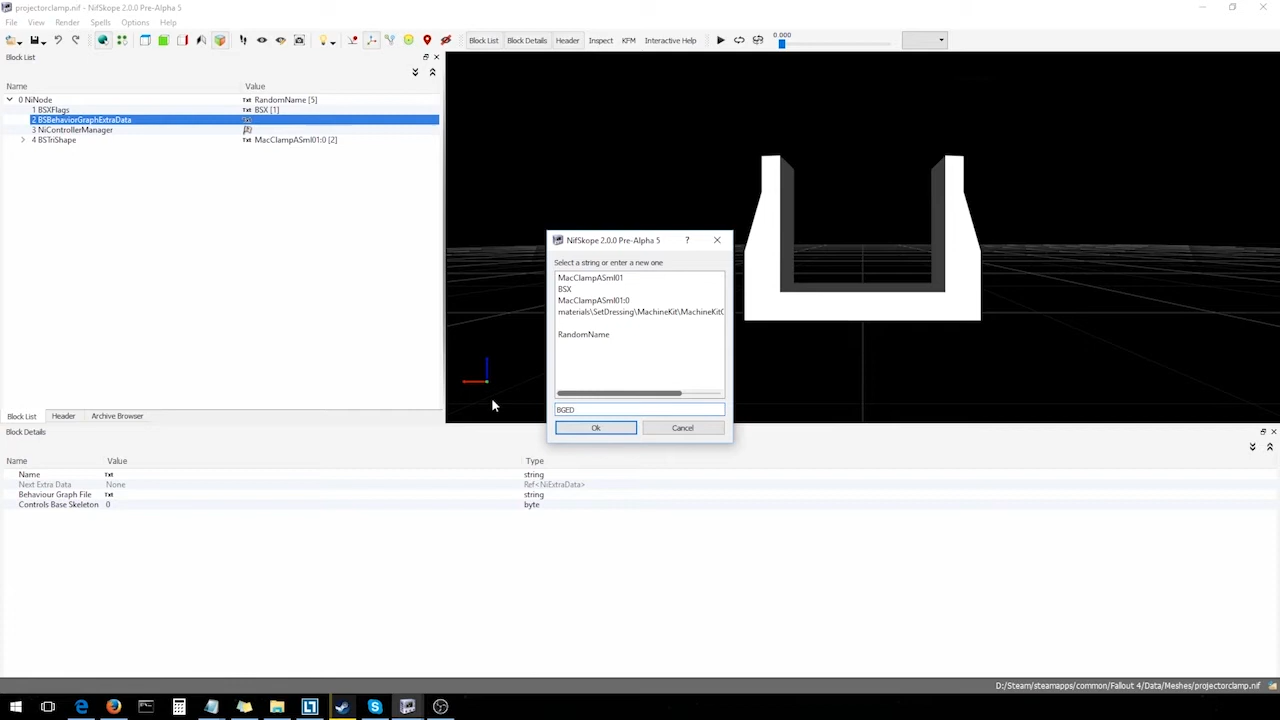 projectorclamp.nif - NifSkope 2.0.0 Pre-Alpha 5
File View Render Spells Options Help
Block List Block Details Header Inspect KFM Interactive Help 0.000
Block List
Name Value
0 NiNode Txt RandomName [5]
1 BSXFlags Txt BSX [1]
2 BSBehaviorGraphExtraData Txt
3 NiControllerManager
4 BSTriShape Txt MacClampASml01:0 [2]
NifSkope 2.0.0 Pre-Alpha 5 ?
Select a string or enter a new one
MacClampASml01
BSX
MacClampASml01:0
materials\SetDressing\MachineKit\MachineKit
RandomName
BGED
Ok Cancel
Block List Header Archive Browser
Block Details
Name Value Type
Name Txt string
Next Extra Data None Ref<NiExtraData>
Behaviour Graph File Txt string
Controls Base Skeleton 0 byte
D:/Steam/steamapps/common/Fallout 4/Data/Meshes/projectorclamp.nif